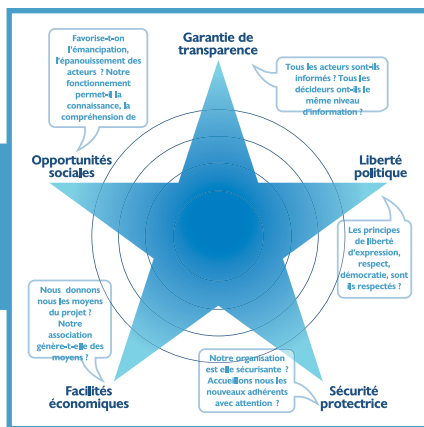 Favorise-t-on
l'émancipation,
l'épanouissement des
acteurs ? Notre
fonctionnement
permet-il la
connaissance, la
compréhension de
Garantie de
transparence
Tous les acteurs sont-ils
informés ? Tous les
décideurs ont-ils le
même niveau
d'information ?
Opportunités
sociales
Liberté
politique
Les principes
de liberté
d'expression,
respect,
démocratie, sont
ils respectés ?
Nous donnons
nous les moyens
du projet ?
Notre
association
génère-t-elle des
moyens ?
Notre organisation
est elle sécurisante ?
Accueillons nous les
nouveaux adhérents
avec attention ?
Facilités
économiques
Sécurité
protectrice